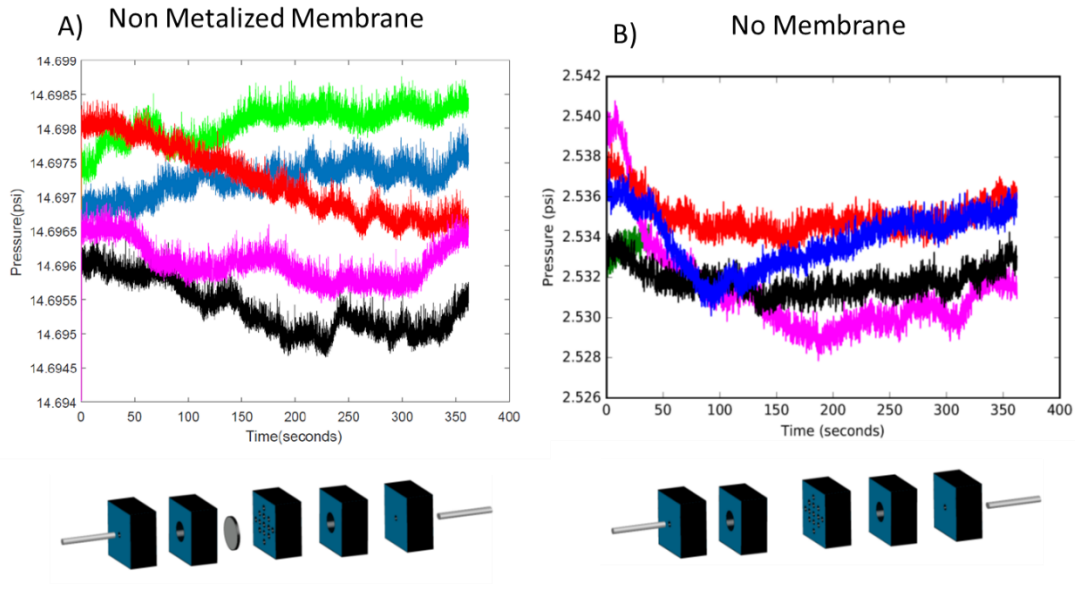 A) Non Metalized Membrane
14.699
14.6985
14.698
14.6975
14.697
14.6965
14.696
14.6955
14.695
14.6945
14.694
Pressure(psi)
0 50 100 150 200 250 300 350 400
Time(seconds)
B) No Membrane
2.542
2.540
2.538
2.536
2.534
2.532
2.530
2.528
2.526
Pressure (psi)
0 50 100 150 200 250 300 350 400
Time (seconds)